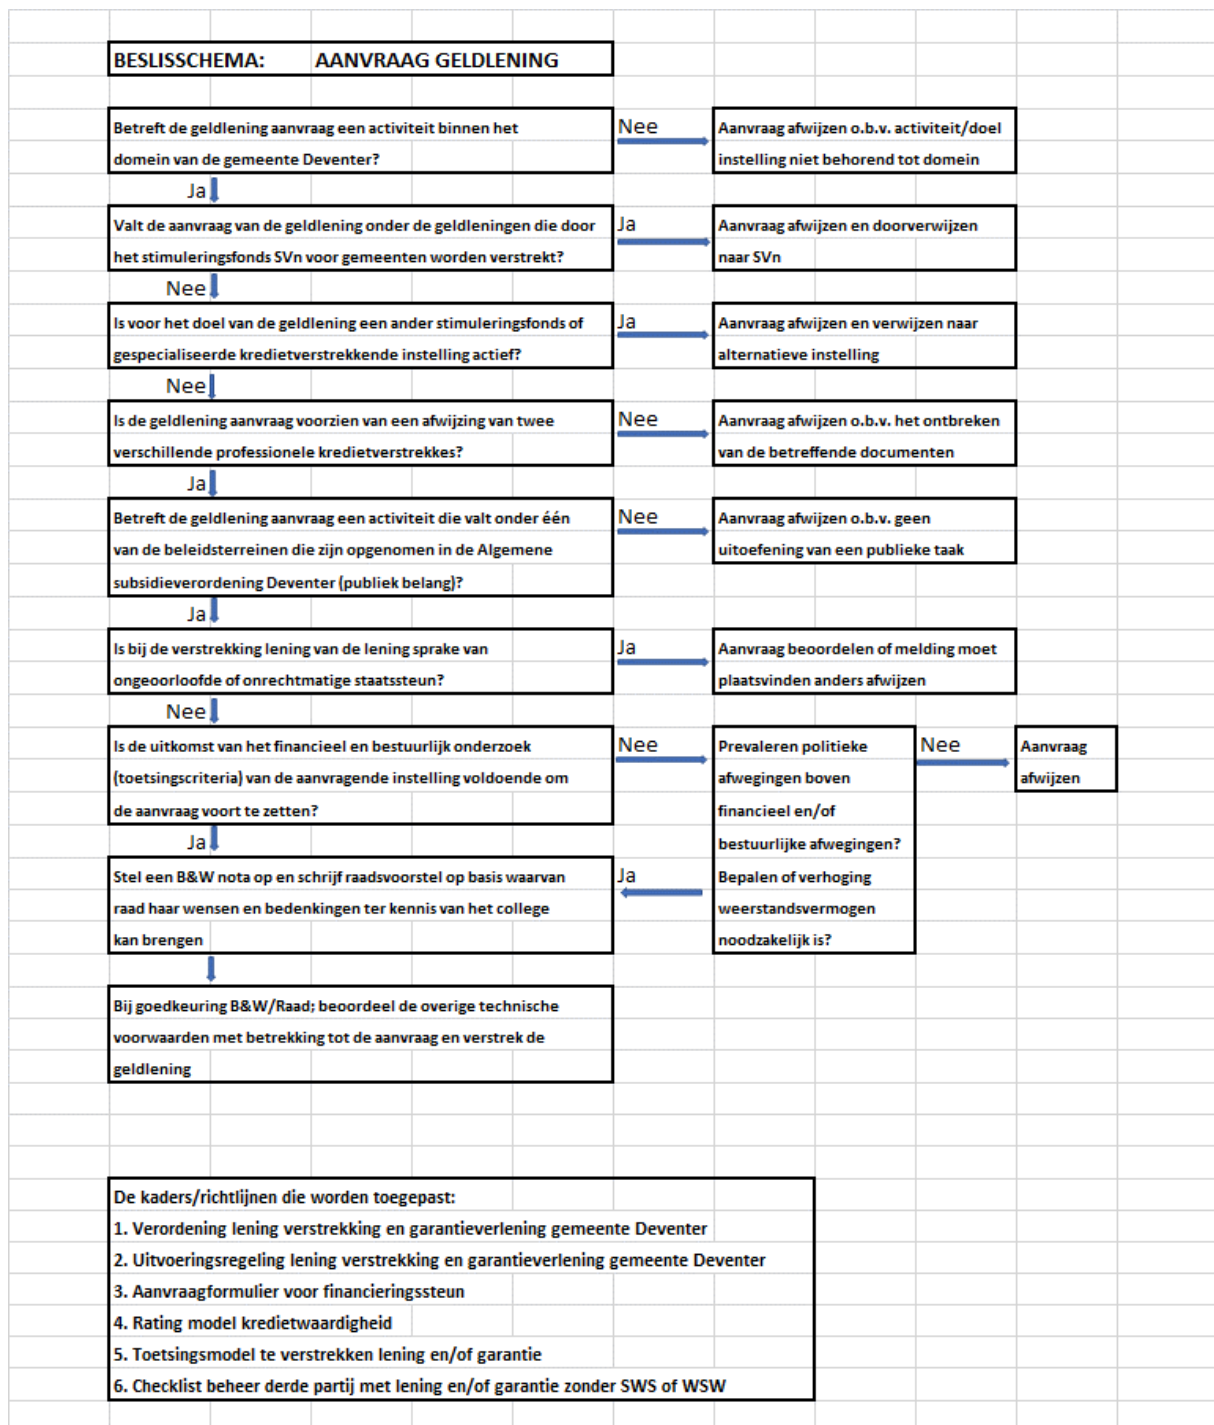 BESLISSCHEMA: AANVRAAG GELDLENING
Betreft de geldlening aanvraag een activiteit binnen het
domein van de gemeente Deventer?
Nee
Aanvraag afwijzen o.b.v. activiteit/doel
instelling niet behorend tot domein
Ja
Valt de aanvraag van de geldlening onder de geldleningen die door
het stimuleringsfonds SVn voor gemeenten worden verstrekt?
Ja
Aanvraag afwijzen en doorverwijzen
naar SVn
Nee
Is voor het doel van de geldlening een ander stimuleringsfonds of
gespecialiseerde kredietverstrekkende instelling actief?
Ja
Aanvraag afwijzen en verwijzen naar
alternatieve instelling
Nee
Is de geldlening aanvraag voorzien van een afwijzing van twee
verschillende professionele kredietverstrekkes?
Nee
Aanvraag afwijzen o.b.v. het ontbreken
van de betreffende documenten
Ja
Betreft de geldlening aanvraag een activiteit die valt onder één
van de beleidsterreinen die zijn opgenomen in de Algemene
subsidieverordening Deventer (publiek belang)?
Nee
Aanvraag afwijzen o.b.v. geen
uitoefening van een publieke taak
Ja
Is bij de verstrekking lening van de lening sprake van
ongeoorloofde of onrechtmatige staatssteun?
Ja
Aanvraag beoordelen of melding moet
plaatsvinden anders afwijzen
Nee
Is de uitkomst van het financieel en bestuurlijk onderzoek
(toetsingscriteria) van de aanvragende instelling voldoende om
de aanvraag voort te zetten?
Nee
Prevaleren politieke
afwegingen boven
financieel en/of
bestuurlijke afwegingen?
Bepalen of verhoging
weerstandsvermogen
noodzakelijk is?
Nee
Aanvraag
afwijzen
Ja
Stel een B&W nota op en schrijf raadsvoorstel op basis waarvan
raad haar wensen en bedenkingen ter kennis van het college
kan brengen
Ja
Bij goedkeuring B&W/Raad; beoordeel de overige technische
voorwaarden met betrekking tot de aanvraag en verstrek de
geldlening
De kaders/richtlijnen die worden toegepast:
1. Verordening lening verstrekking en garantieverlening gemeente Deventer
2. Uitvoeringsregeling lening verstrekking en garantieverlening gemeente Deventer
3. Aanvraagformulier voor financieringssteun
4. Rating model kredietwaardigheid
5. Toetsingsmodel te verstrekken lening en/of garantie
6. Checklist beheer derde partij met lening en/of garantie zonder SWS of WSW